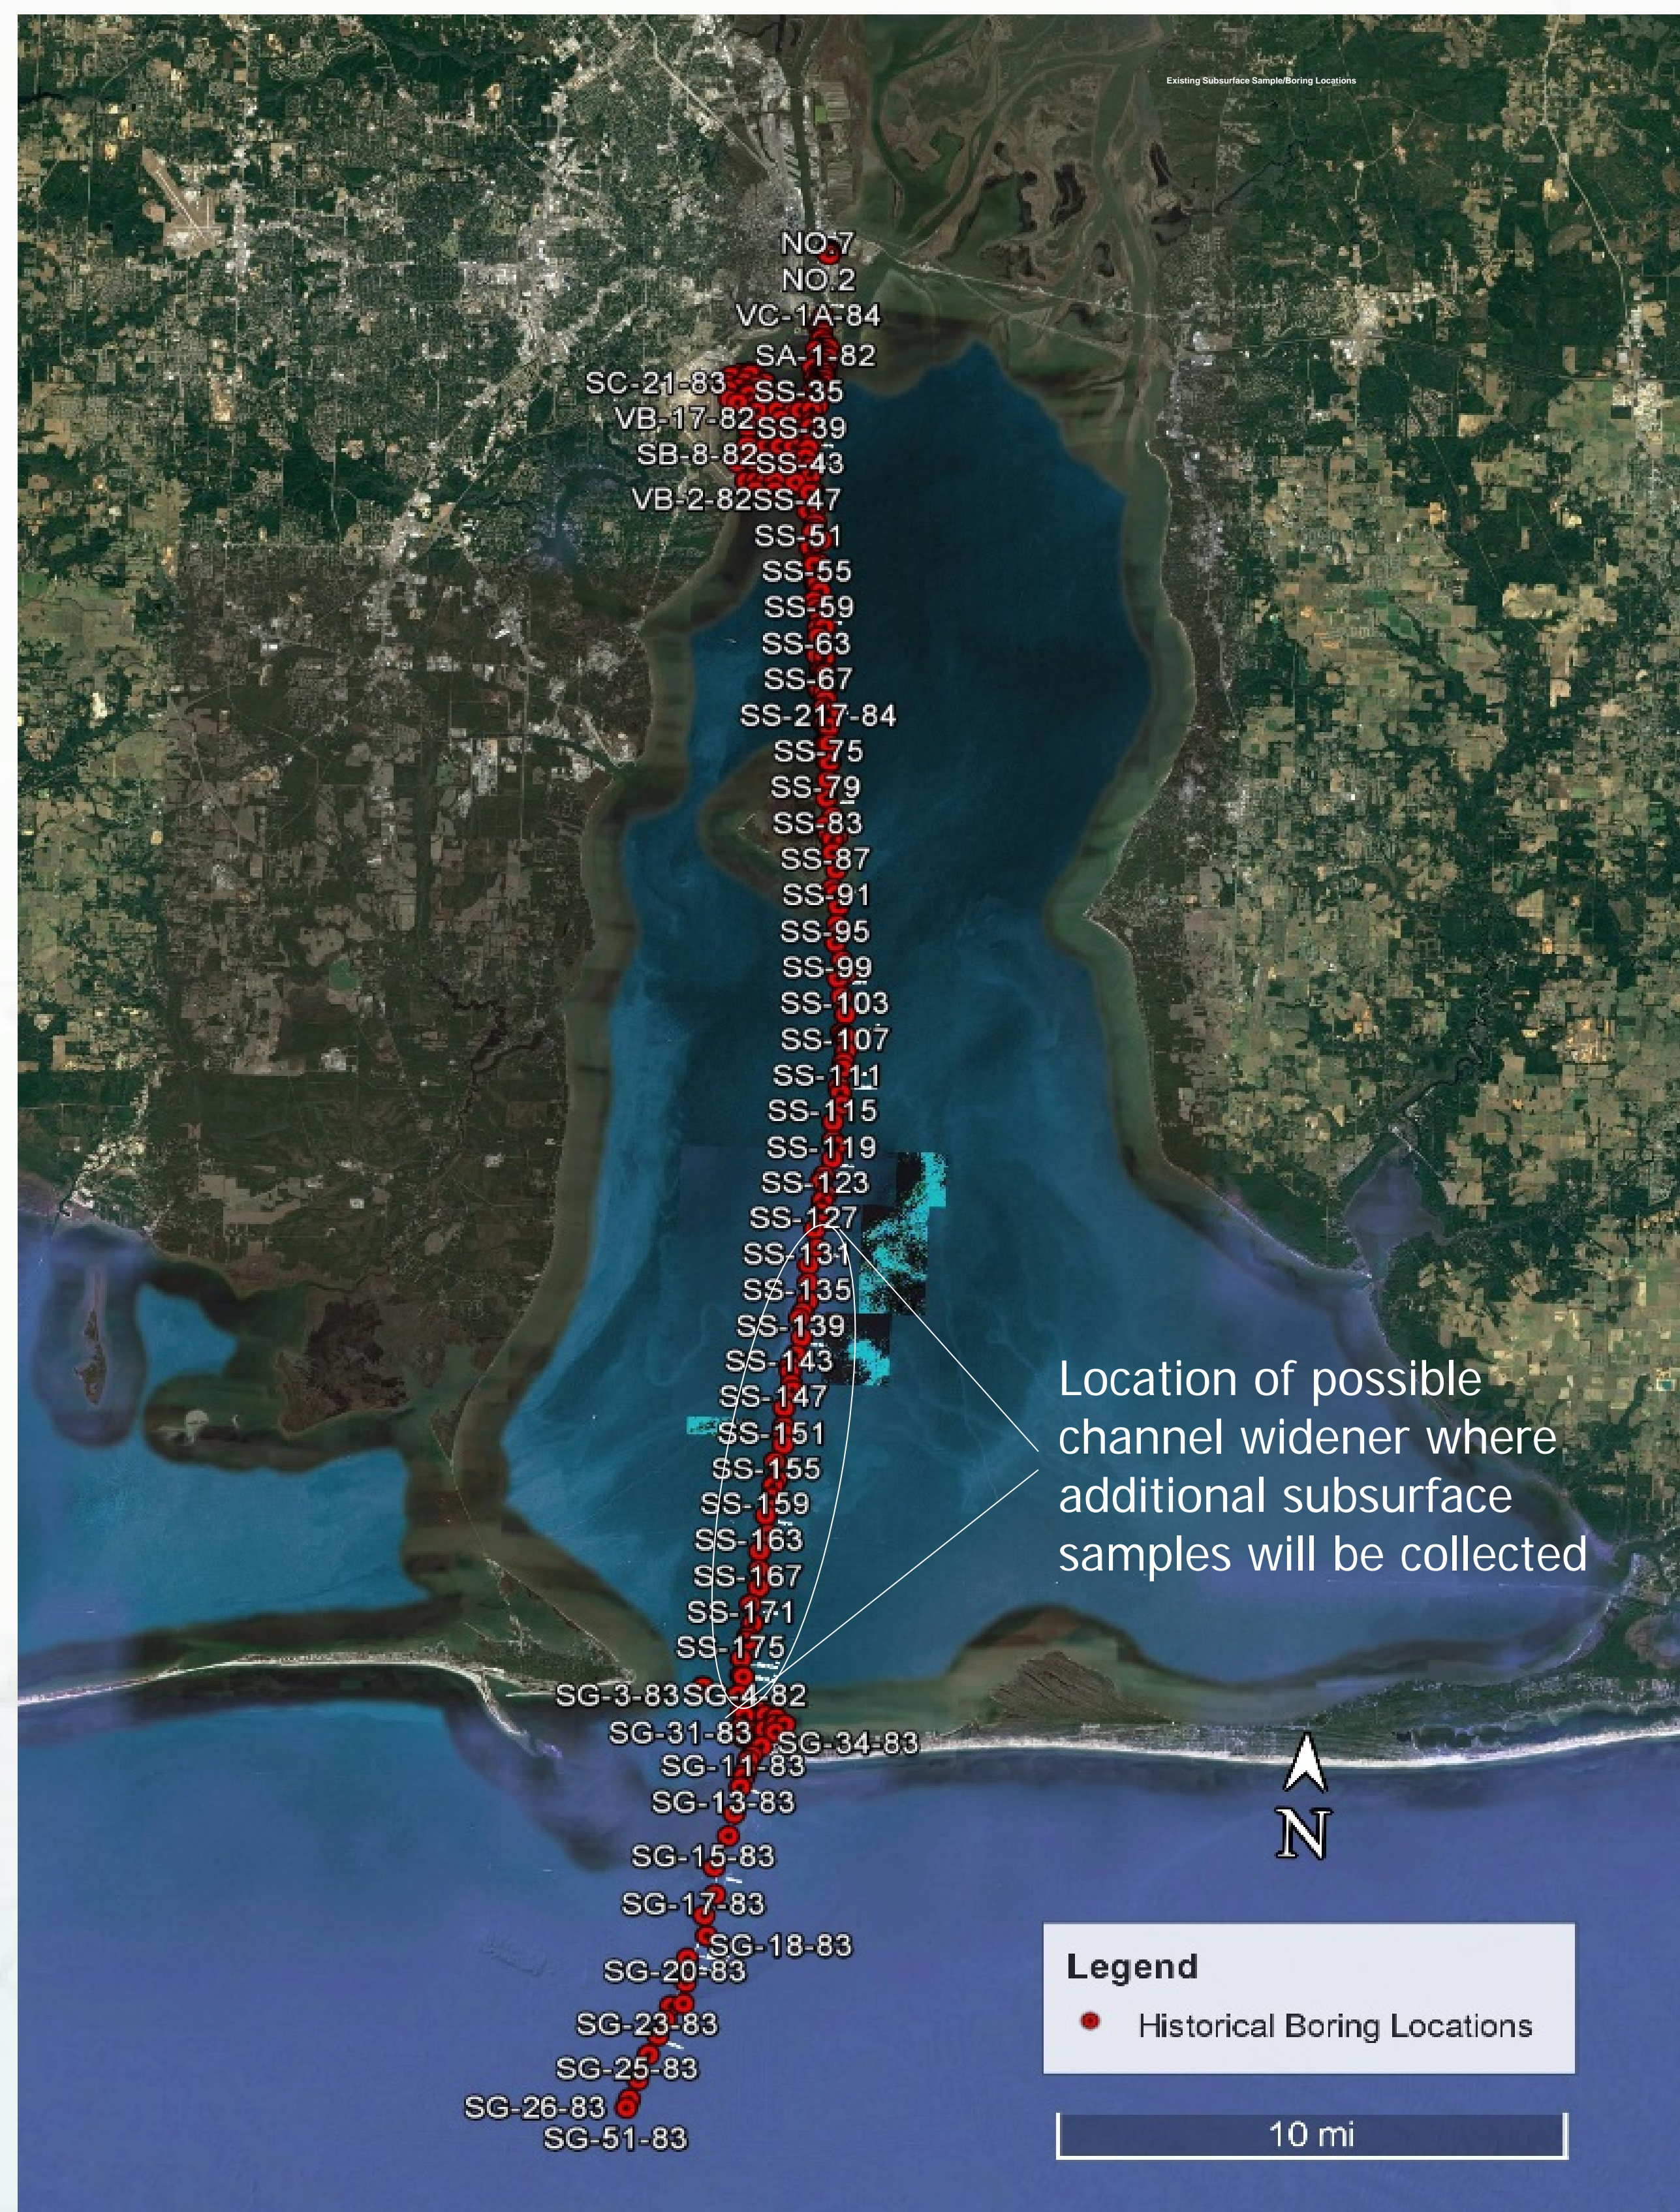 Existing Subsurface Sample/Boring Locations
NO.7
NO.2
VC-1A-84
SA-1-82
SC-21-83
SS-35
VB-17-82
SS-39
SB-8-82
SS-43
VB-2-82
SS-47
SS-51
SS-55
SS-59
SS-63
SS-67
SS-217-84
SS-75
SS-79
SS-83
SS-87
SS-91
SS-95
SS-99
SS-103
SS-107
SS-111
SS-115
SS-119
SS-123
SS-127
SS-131
SS-135
SS-139
SS-143
SS-147
SS-151
SS-155
SS-159
SS-163
SS-167
SS-171
SS-175
Location of possible
channel widener where
additional subsurface
samples will be collected
SG-3-83
SG-4-82
SG-31-83
SG-34-83
SG-11-83
SG-13-83
SG-15-83
SG-17-83
SG-18-83
SG-20-83
SG-23-83
SG-25-83
SG-26-83
SG-51-83
N
Legend
Historical Boring Locations
10 mi